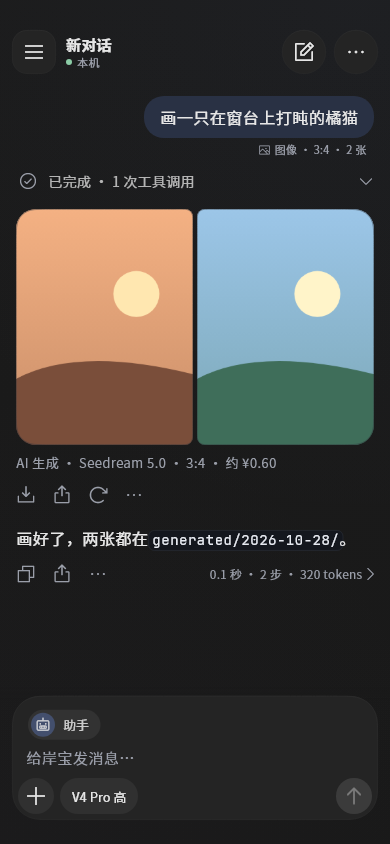 新对话
本机
画一只在窗台上打盹的橘猫
图像 · 3:4 · 2 张
已完成 · 1 次工具调用
AI 生成 · Seedream 5.0 · 3:4 · 约 ¥0.60
画好了，两张都在 generated/2026-10-28/。
0.1 秒 · 2 步 · 320 tokens
助手
给岸宝发消息…
V4 Pro 高